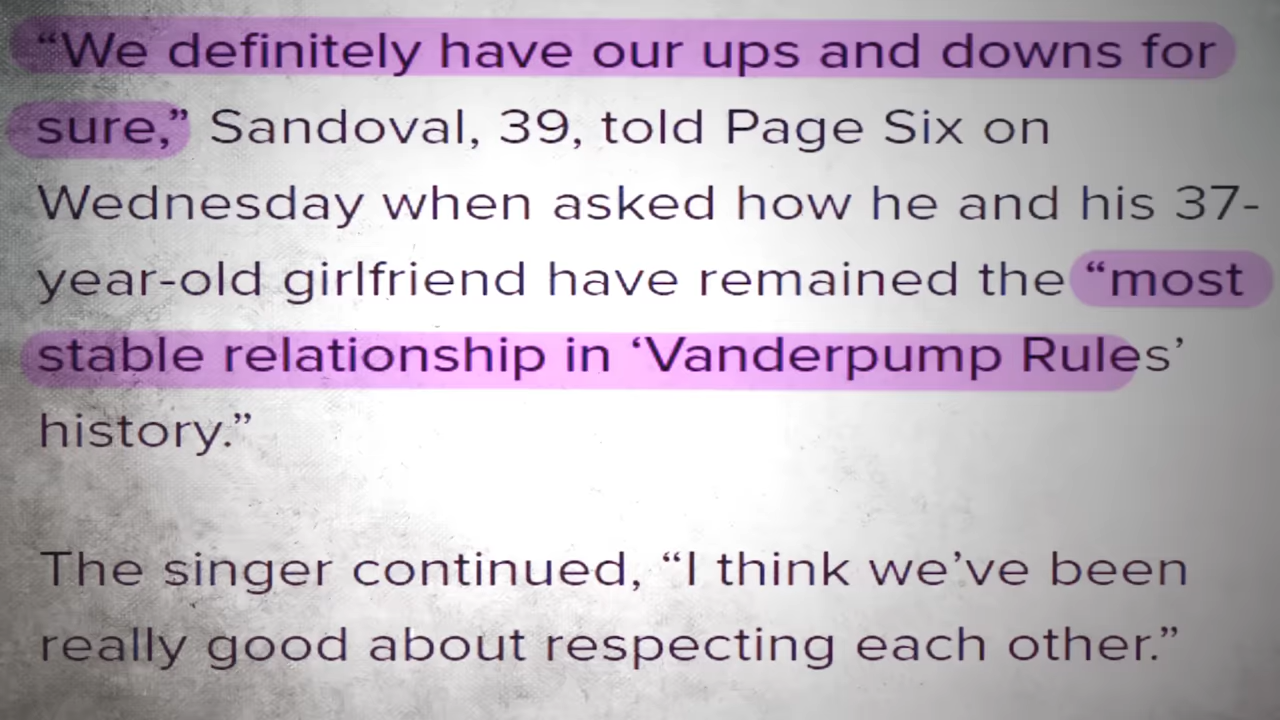 “We definitely have our ups and downs for
sure,” Sandoval, 39, told Page Six on
Wednesday when asked how he and his 37-
year-old girlfriend have remained the “most
stable relationship in ‘Vanderpump Rules’
history.”
The singer continued, “I think we’ve been
really good about respecting each other.”